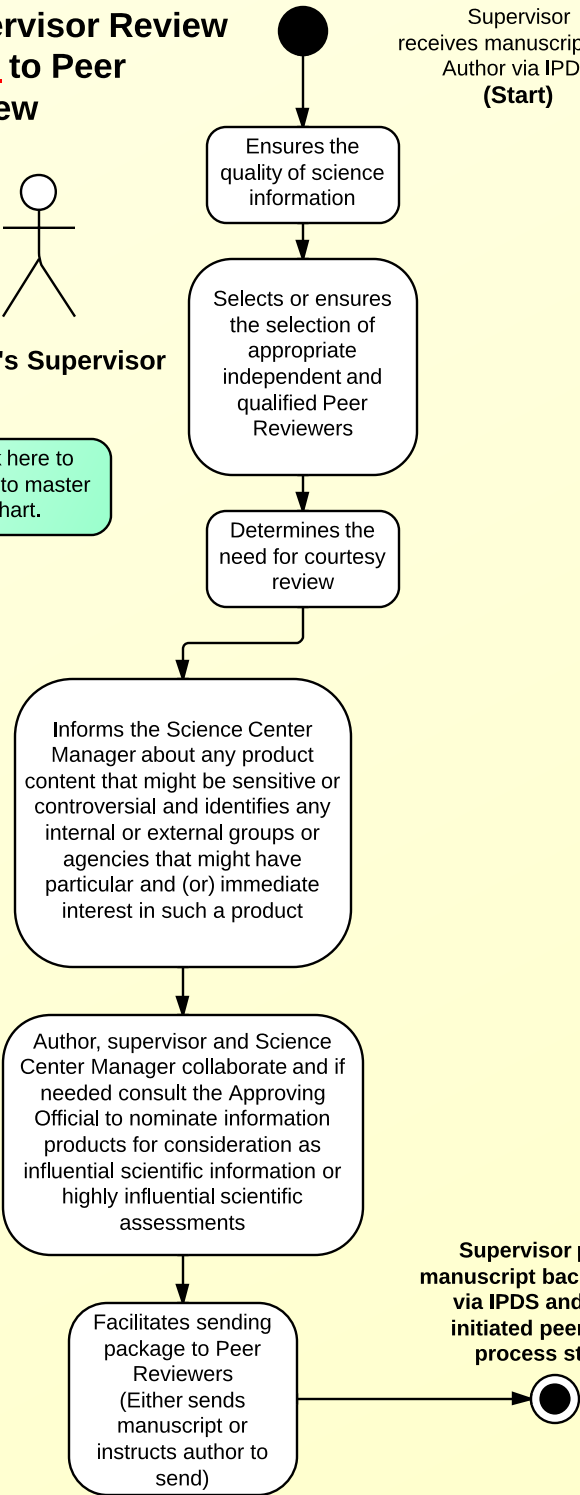 ervisor Review
to Peer
ew
Supervisor
receives manuscrip
Author via IPD
(Start)
Ensures the
quality of science
information
Selects or ensures
the selection of
appropriate
independent and
qualified Peer
Reviewers
's Supervisor
here to
to master
hart.
Determines the
need for courtesy
review
Informs the Science Center
Manager about any product
content that might be sensitive or
controversial and identifies any
internal or external groups or
agencies that might have
particular and (or) immediate
interest in such a product
Author, supervisor and Science
Center Manager collaborate and if
needed consult the Approving
Official to nominate information
products for consideration as
influential scientific information or
highly influential scientific
assessments
Supervisor p
manuscript bac
via IPDS and
initiated peer
process st
Facilitates sending
package to Peer
Reviewers
(Either sends
manuscript or
instructs author to
send)